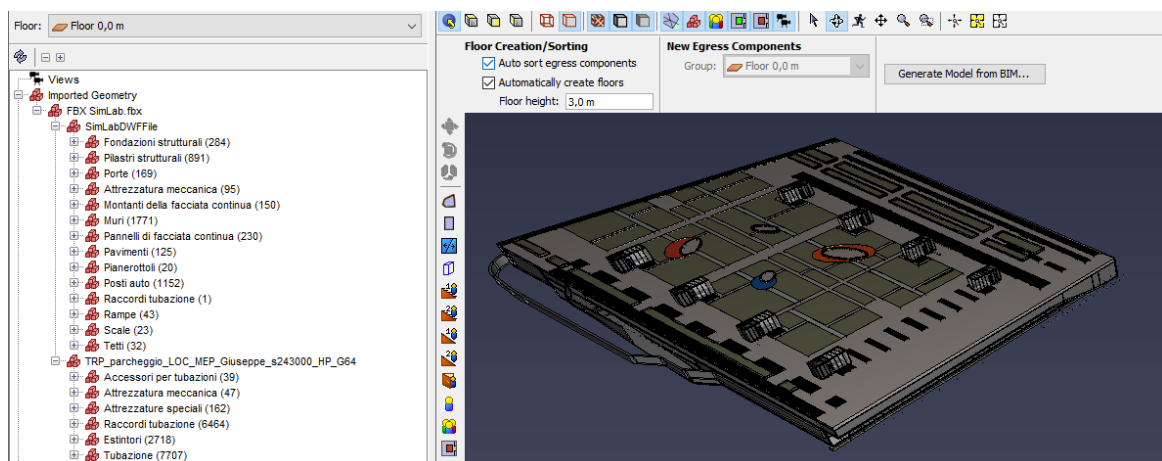 Floor: Floor 0,0 m
Views
Imported Geometry
FBX SimLab.fbx
SimLabDWFFile
Fondazioni strutturali (284)
Pilastri strutturali (891)
Porte (169)
Attrezzatura meccanica (95)
Montanti della facciata continua (150)
Muri (1771)
Pannelli di facciata continua (230)
Pavimenti (125)
Pianerottoli (20)
Posti auto (1152)
Raccordi tubazione (1)
Rampe (43)
Scale (23)
Tetti (32)
TRP_parcheggio_LOC_MEP_Giuseppe_s243000_HP_G64
Accessori per tubazioni (39)
Attrezzatura meccanica (47)
Attrezzature speciali (162)
Raccordi tubazione (6464)
Estintori (2718)
Tubazione (7707)
Floor Creation/Sorting
Auto sort egress components
Automatically create floors
Floor height: 3,0 m
New Egress Components
Group: Floor 0,0 m
Generate Model from BIM...